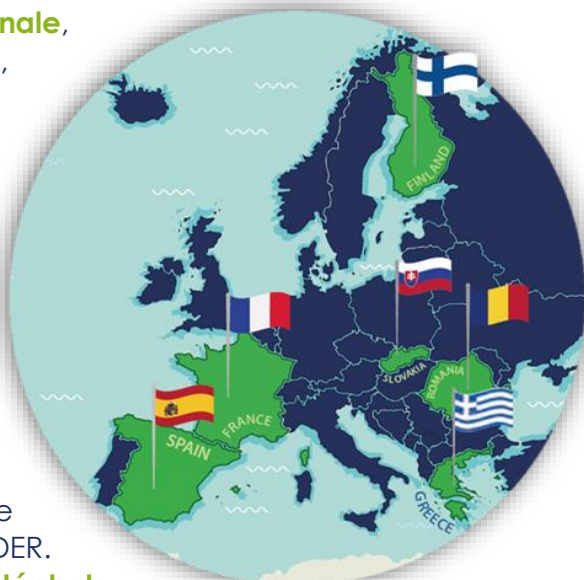 nale,
,
FINLAND
SLOVAKIA
ROMANIA
FRANCE
SPAIN
GREECE
e
DER.